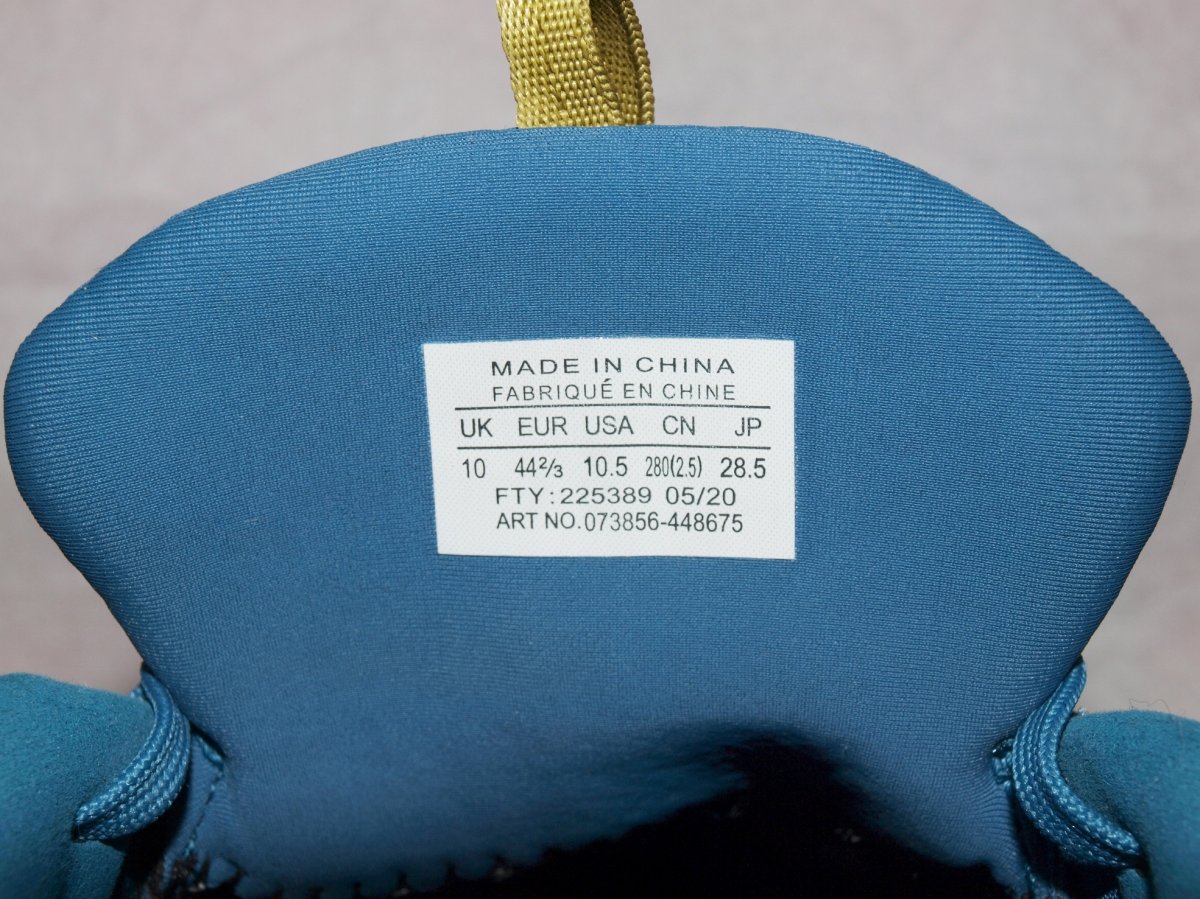 MADE IN CHINA
FABRIQUÉ EN CHINE
UK EUR USA CN JP
10 44⅔ 10.5 280(2.5) 28.5
FTY: 225389 05/20
ART NO. 073856-448675